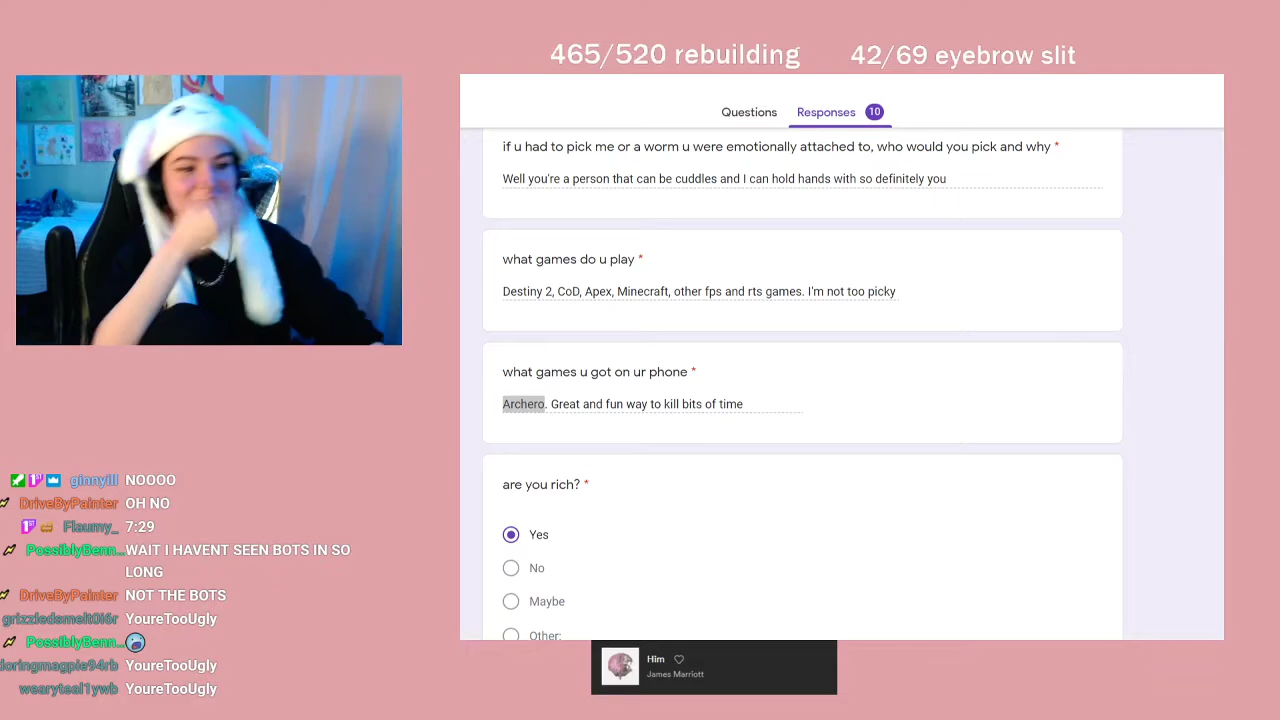 465/520 rebuilding
42/69 eyebrow slit
Questions
Responses 10
if u had to pick me or a worm u were emotionally attached to, who would you pick and why *
Well you're a person that can be cuddles and I can hold hands with so definitely you
what games do u play *
Destiny 2, CoD, Apex, Minecraft, other fps and rts games. I'm not too picky
what games u got on ur phone *
Archero. Great and fun way to kill bits of time
are you rich? *
Yes
No
Maybe
Other:
ginnyill NOOOO
DriveByPainter OH NO
Flaumy_ 7:29
PossiblyBenn... WAIT I HAVENT SEEN BOTS IN SO
LONG
DriveByPainter NOT THE BOTS
grizzledsmelt0i6r YoureTooUgly
PossiblyBenn...
doringmagpie94rb YoureTooUgly
wearyteal1ywb YoureTooUgly
Him
James Marriott